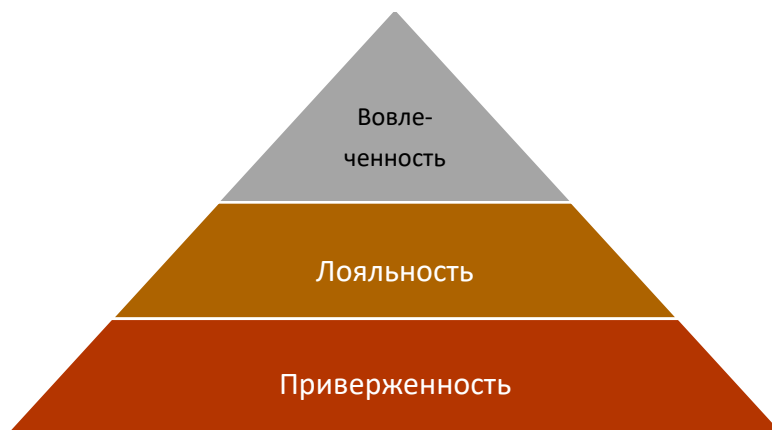 Вовле-
ченность
Лояльность
Приверженность